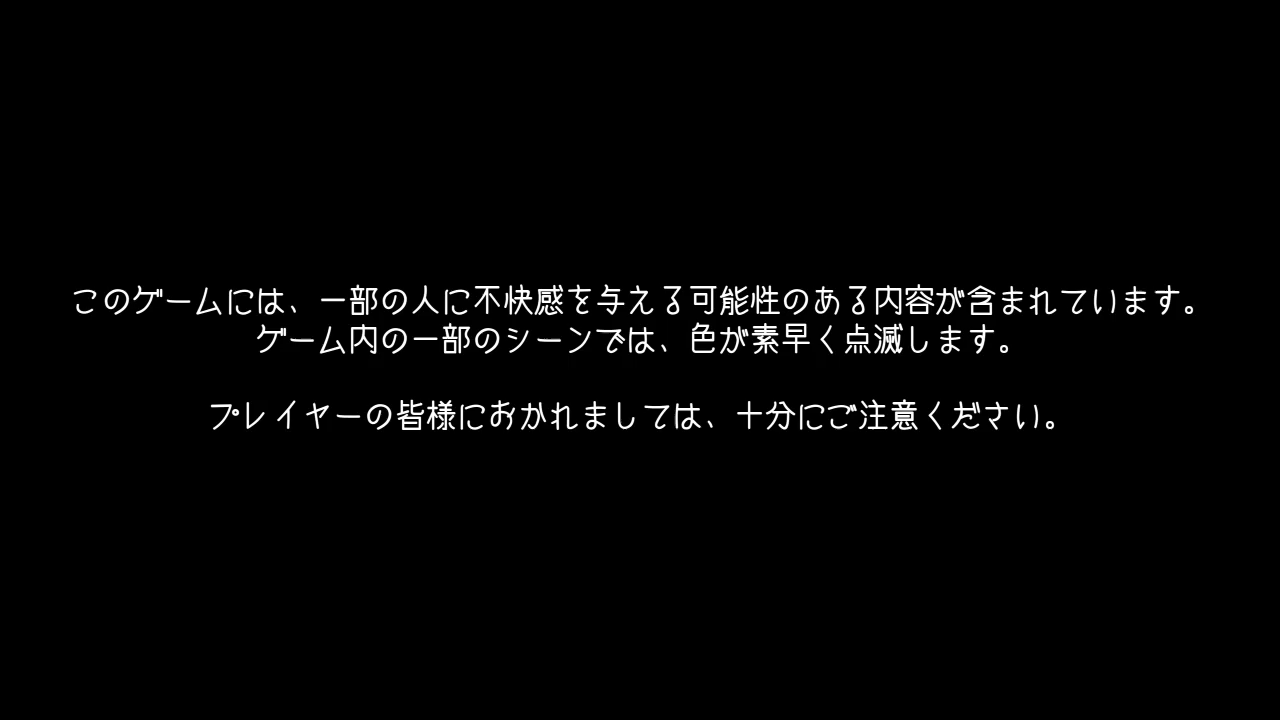 このゲームには、一部の人に不快感を与える可能性のある内容が含まれています。
ゲーム内の一部のシーンでは、色が素早く点滅します。
プレイヤーの皆様におかれましては、十分にご注意ください。